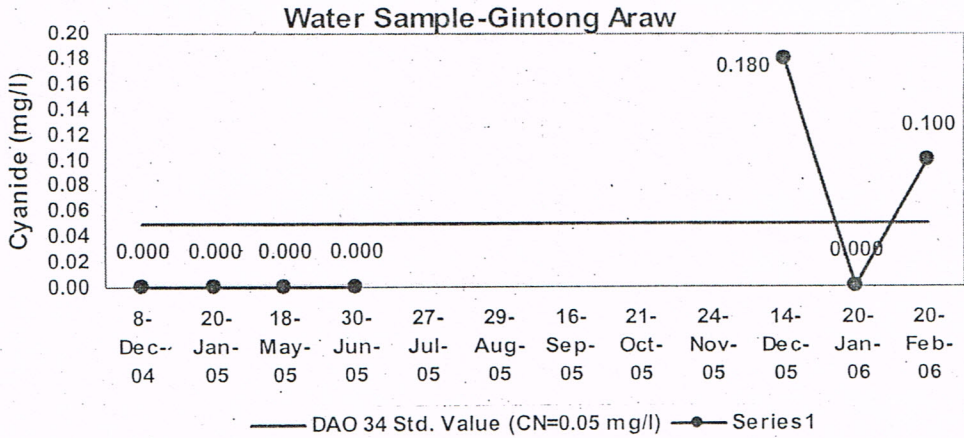 Water Sample-Gintong Araw
Cyanide (mg/l)
0.20
0.18
0.16
0.14
0.12
0.10
0.08
0.06
0.04
0.02
0.00
0.000 0.000 0.000 0.000 0.180 0.000 0.100
8- 20- 18- 30- 27- 29- 16- 21- 24- 14- 20- 20-
Dec- Jan- May- Jun- Jul- Aug- Sep- Oct- Nov- Dec- Jan- Feb-
04 05 05 05 05 05 05 05 05 05 06 06
DAO 34 Std. Value (CN=0.05 mg/l) Series1